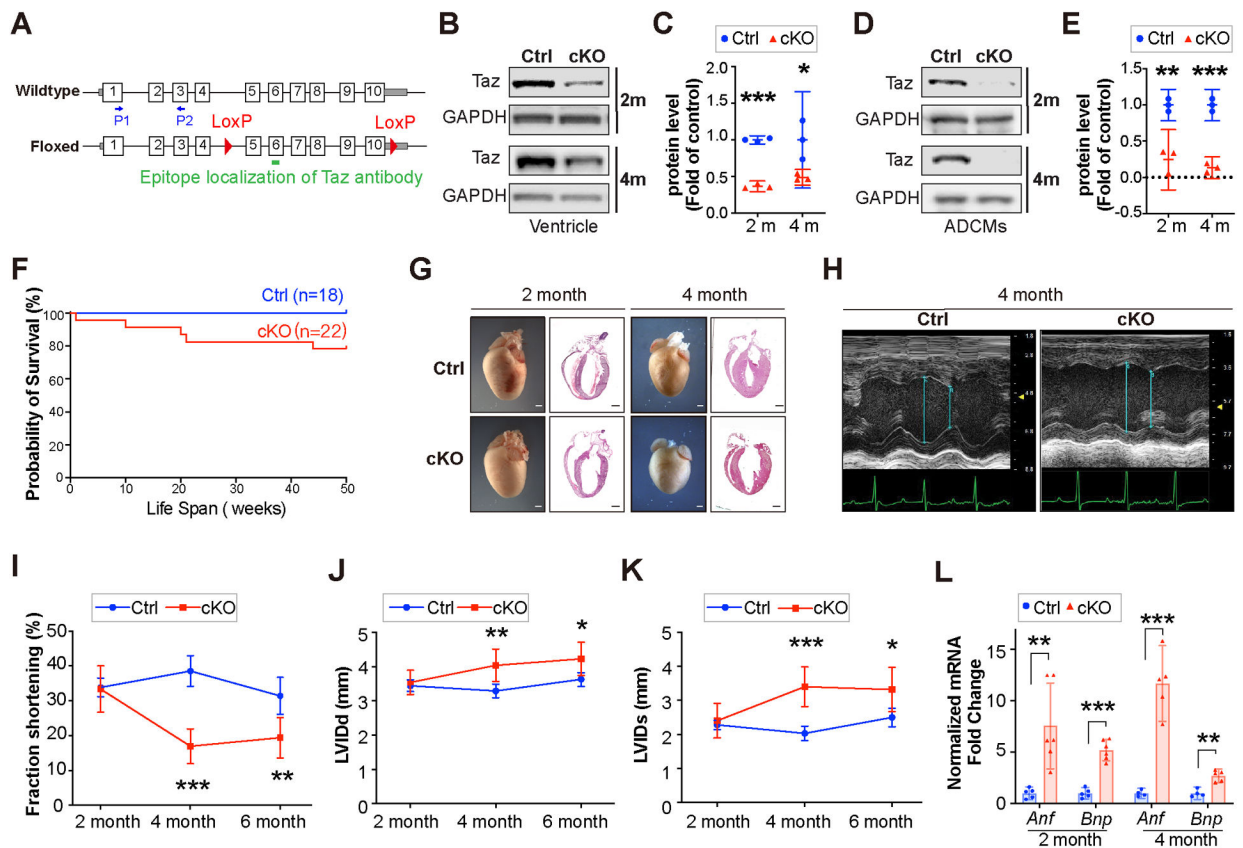 A
Wildtype
1 2 3 4 5 6 7 8 9 10
P1 P2
LoxP LoxP
Floxed
1 2 3 4 5 6 7 8 9 10
Epitope localization of Taz antibody
B
Ctrl cKO
Taz
GAPDH
2m
Taz
GAPDH
4m
Ventricle
C
Ctrl cKO
protein level
(Fold of control)
2.0
1.5
1.0
0.5
0.0
***
*
2 m 4 m
D
Ctrl cKO
Taz
GAPDH
2m
Taz
GAPDH
4m
ADCMs
E
Ctrl cKO
protein level
(Fold of control)
1.5
1.0
0.5
0.0
-0.5
** ***
2 m 4 m
F
Probability of Survival (%)
100
80
60
40
20
0
Ctrl (n=18)
cKO (n=22)
0 10 20 30 40 50
Life Span ( weeks)
G
2 month 4 month
Ctrl
cKO
H
4 month
Ctrl cKO
I
Ctrl cKO
Fraction shortening (%)
50
40
30
20
10
0
***
**
2 month 4 month 6 month
J
Ctrl cKO
LVIDd (mm)
5
4
3
2
1
0
**
*
2 month 4 month 6 month
K
Ctrl cKO
LVIDs (mm)
5
4
3
2
1
0
***
*
2 month 4 month 6 month
L
Ctrl cKO
Normalized mRNA
Fold Change
15
10
5
0
**
***
***
**
Anf Bnp Anf Bnp
2 month 4 month